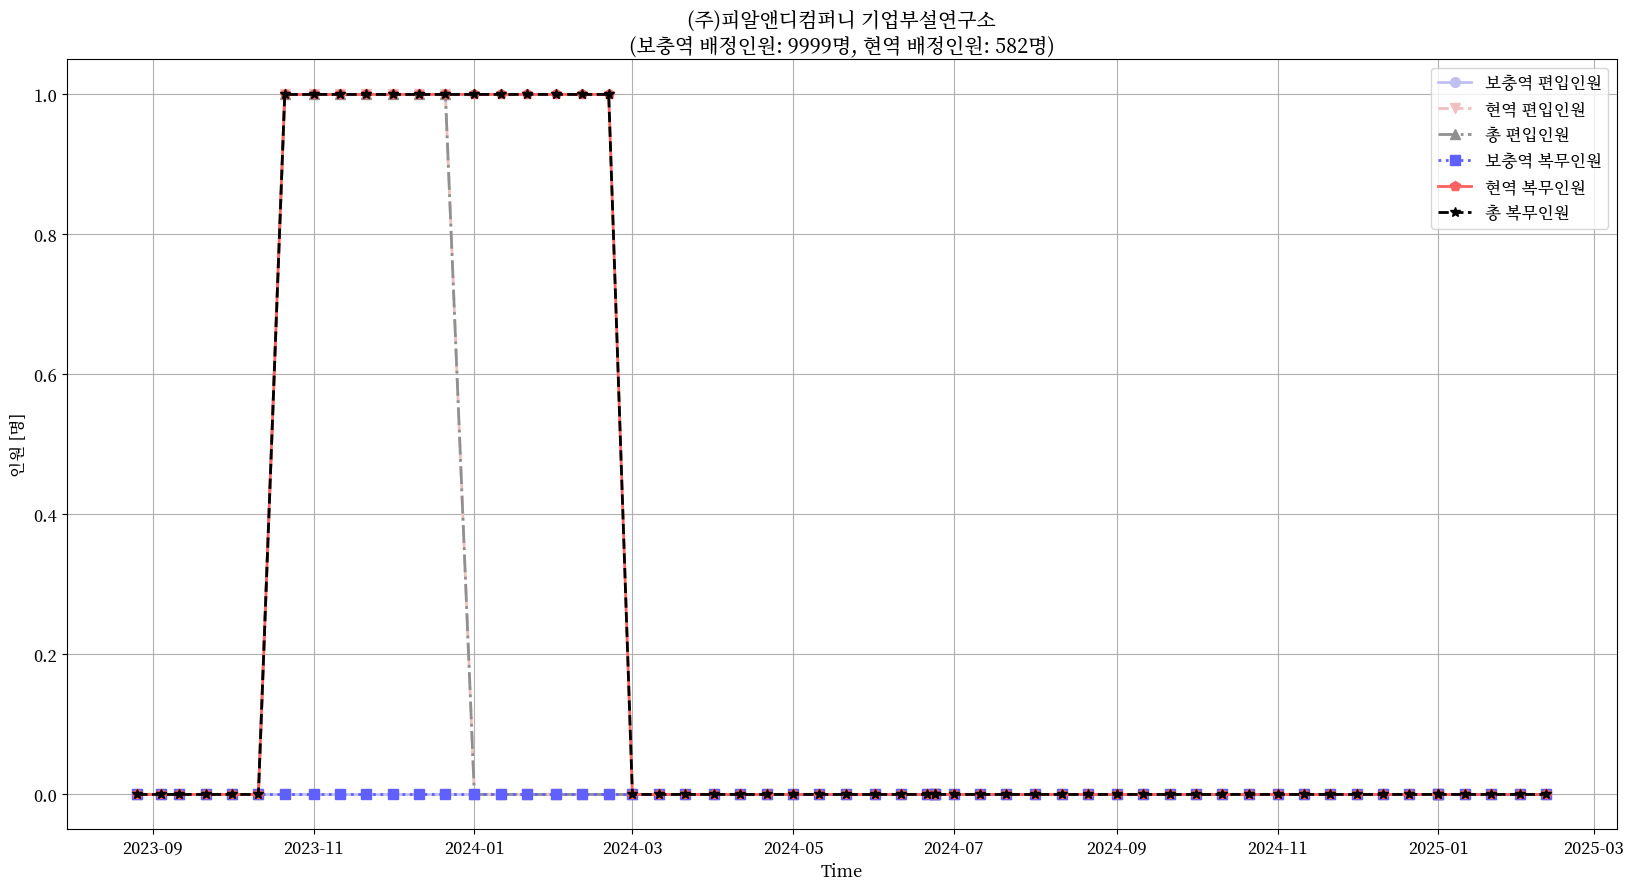 (주)피알앤디컴퍼니 기업부설연구소
(보충역 배정인원: 9999명, 현역 배정인원: 582명)
보충역 편입인원
현역 편입인원
총 편입인원
보충역 복무인원
현역 복무인원
총 복무인원
인원 [명]
1.0
0.8
0.6
0.4
0.2
0.0
2023-09
2023-11
2024-01
2024-03
2024-05
2024-07
2024-09
2024-11
2025-01
2025-03
Time